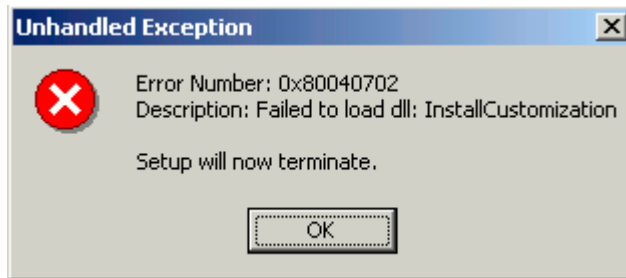 Unhandled Exception
Error Number: 0x80040702
Description: Failed to load dll: InstallCustomization
Setup will now terminate.
OK